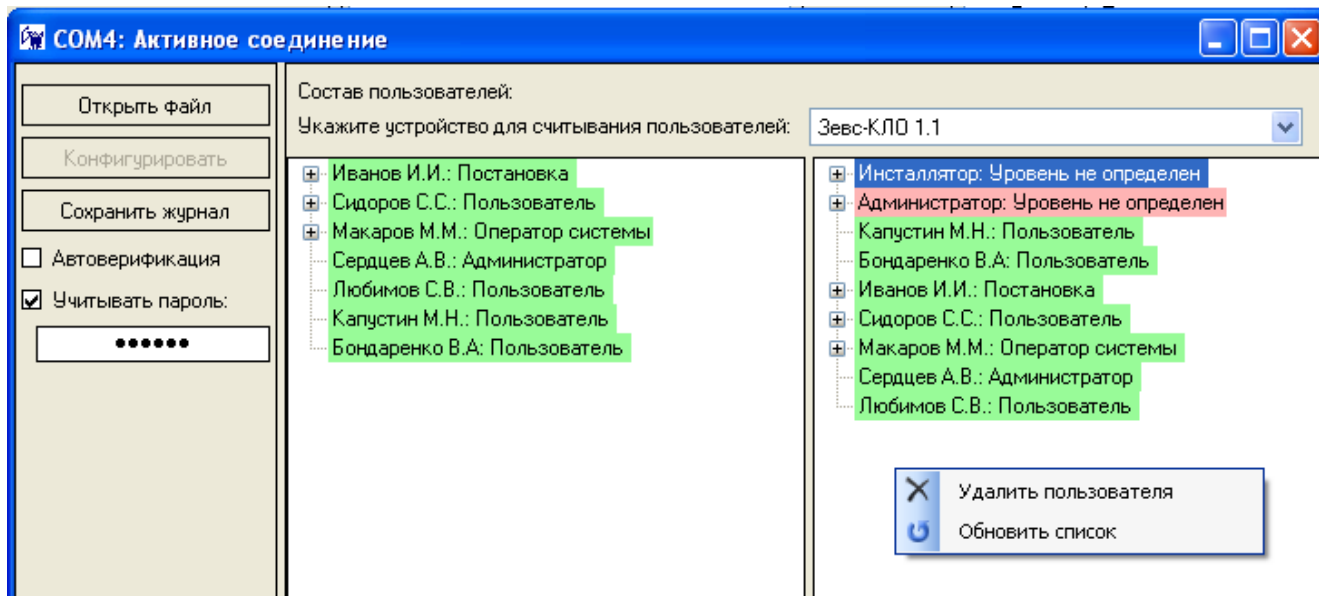 COM4: Активное соединение
Открыть файл
Конфигурировать
Сохранить журнал
Автоверификация
Учитывать пароль:
••••••
Состав пользователей:
Укажите устройство для считывания пользователей:
Зевс-КЛО 1.1
Иванов И.И.: Постановка
Сидоров С.С.: Пользователь
Макаров М.М.: Оператор системы
Сердцев А.В.: Администратор
Любимов С.В.: Пользователь
Капустин М.Н.: Пользователь
Бондаренко В.А: Пользователь
Инсталлятор: Уровень не определен
Администратор: Уровень не определен
Капустин М.Н.: Пользователь
Бондаренко В.А: Пользователь
Иванов И.И.: Постановка
Сидоров С.С.: Пользователь
Макаров М.М.: Оператор системы
Сердцев А.В.: Администратор
Любимов С.В.: Пользователь
Удалить пользователя
Обновить список